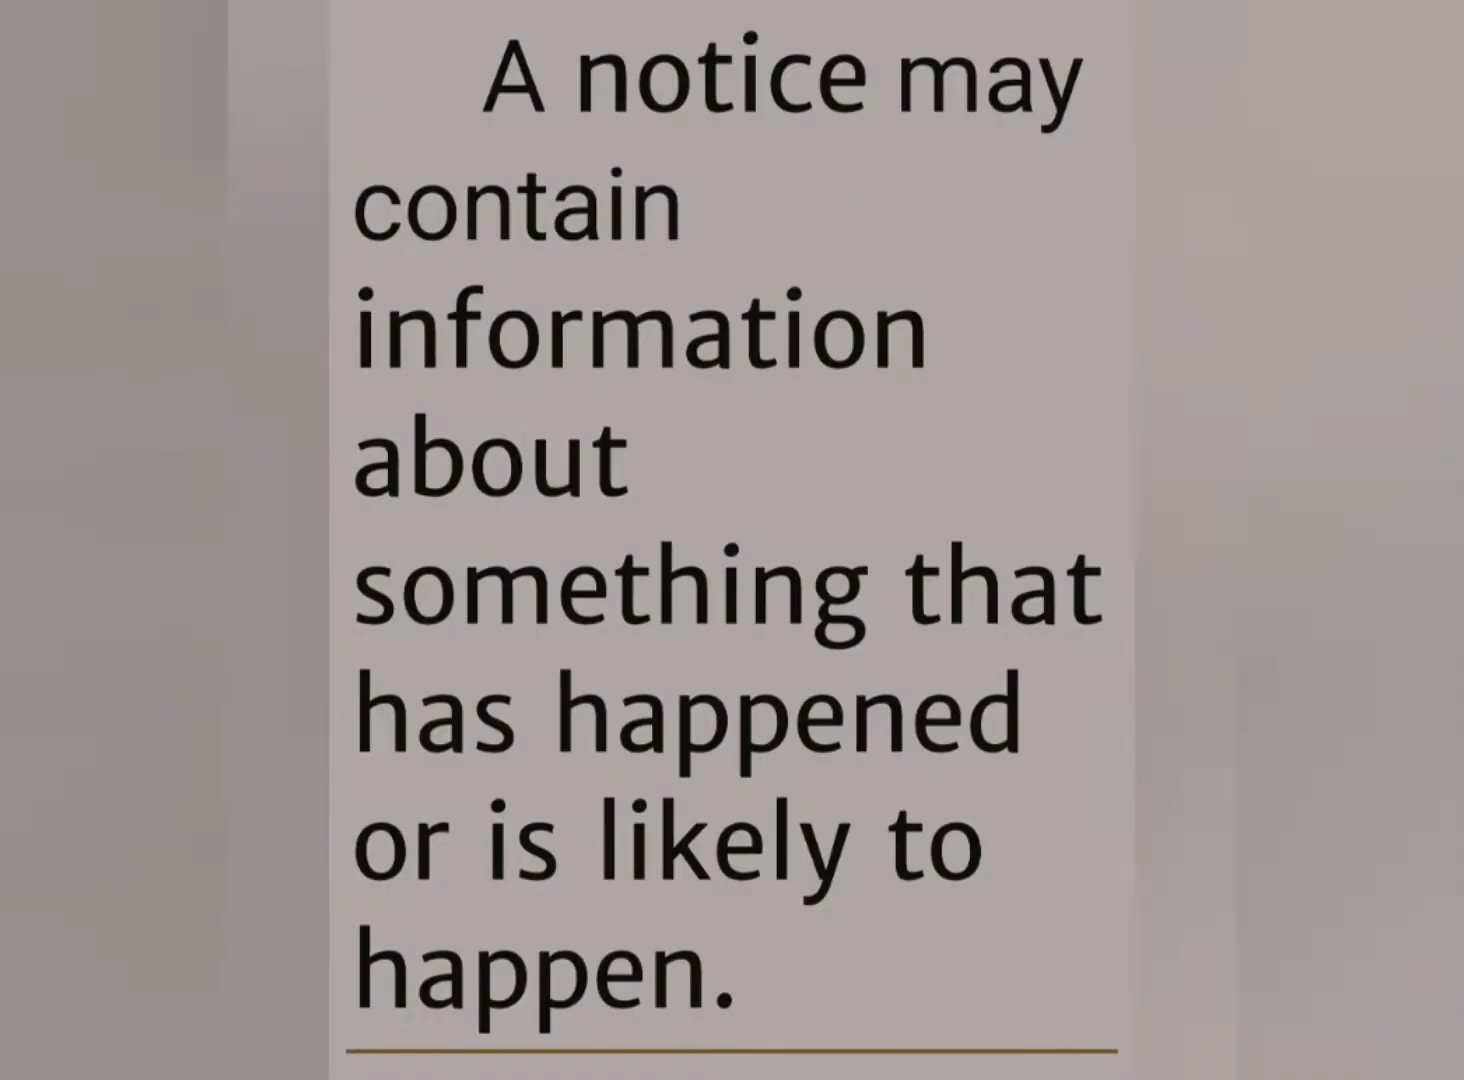 A notice may
contain
information
about
something that
has happened
or is likely to
happen.